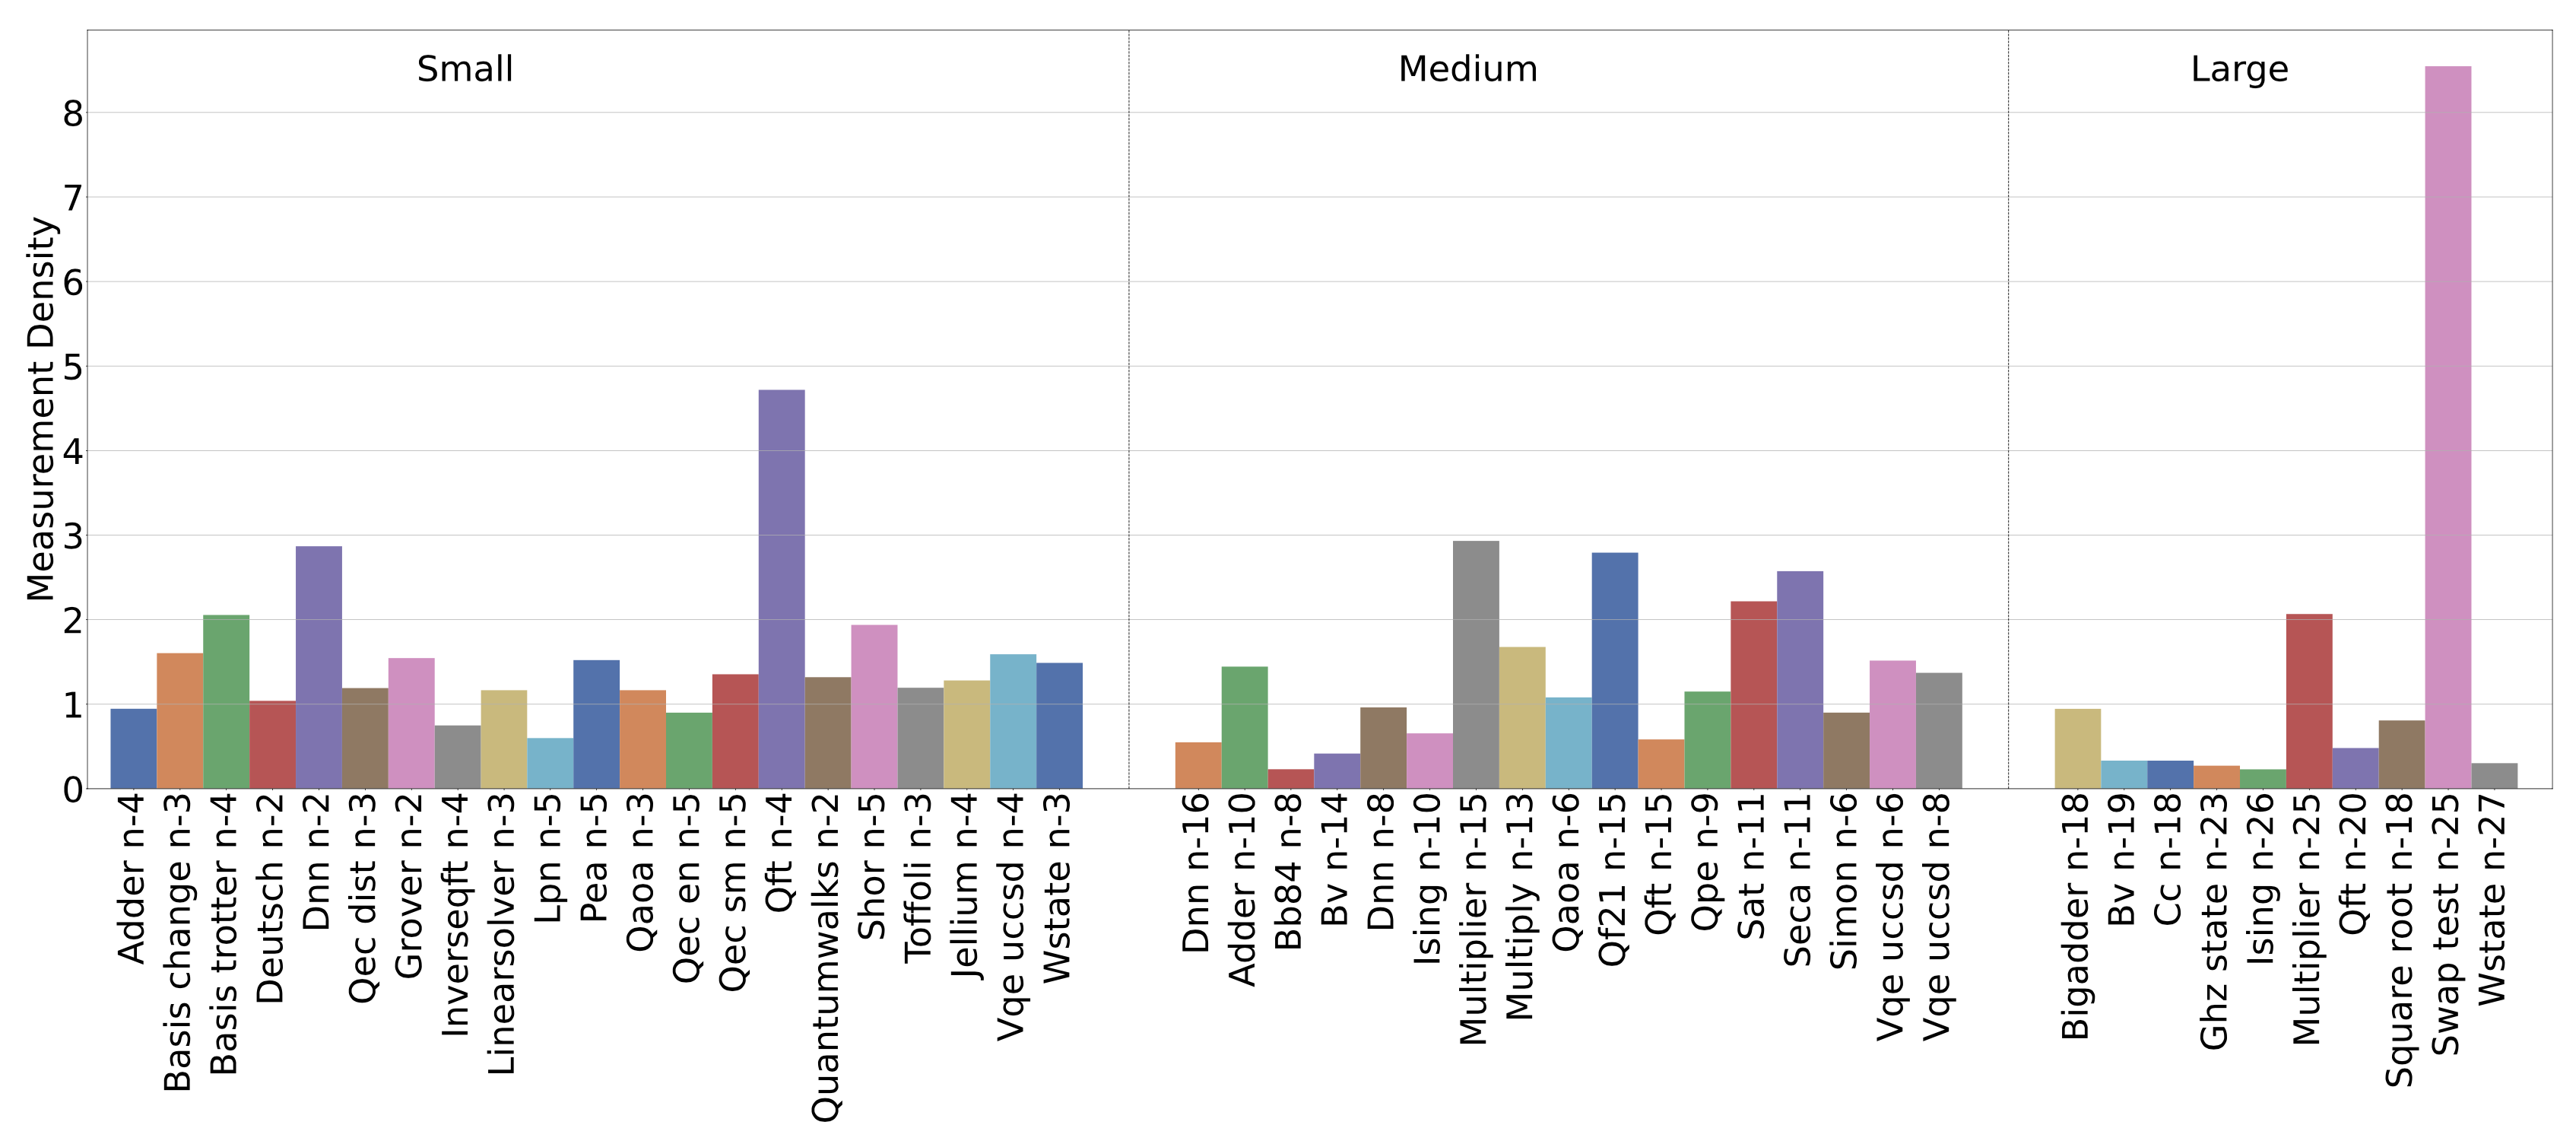 Small
Medium
Large
Measurement Density
8
7
6
5
4
3
2
1
0
Adder n-4
Basis change n-3
Basis trotter n-4
Deutsch n-2
Dnn n-2
Qec dist n-3
Grover n-2
Inverseqft n-4
Linearsolver n-3
Lpn n-5
Pea n-5
Qaoa n-3
Qec en n-5
Qec sm n-5
Qft n-4
Quantumwalks n-2
Shor n-5
Toffoli n-3
Jellium n-4
Vqe uccsd n-4
Wstate n-3
Dnn n-16
Adder n-10
Bb84 n-8
Bv n-14
Dnn n-8
Ising n-10
Multiplier n-15
Multiply n-13
Qaoa n-6
Qf21 n-15
Qft n-15
Qpe n-9
Sat n-11
Seca n-11
Simon n-6
Vqe uccsd n-6
Vqe uccsd n-8
Bigadder n-18
Bv n-19
Cc n-18
Ghz state n-23
Ising n-26
Multiplier n-25
Qft n-20
Square root n-18
Swap test n-25
Wstate n-27